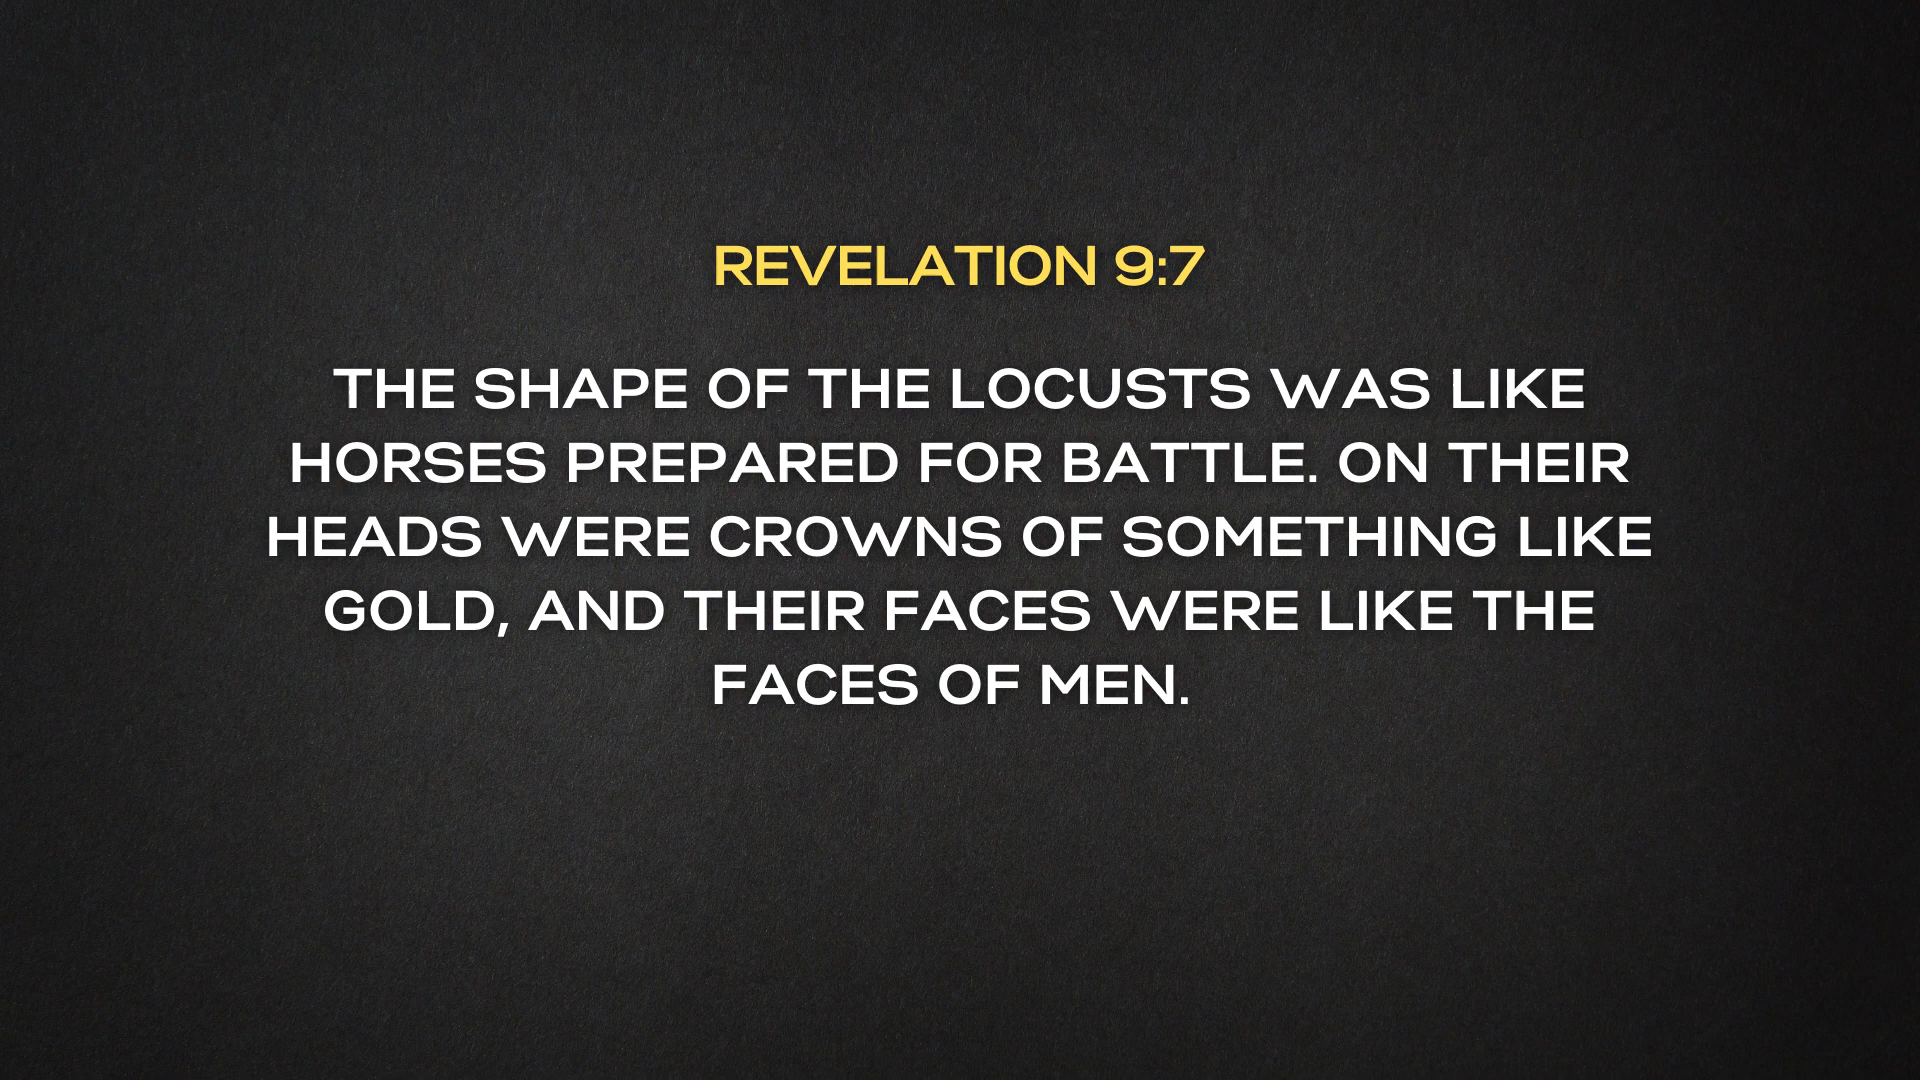 REVELATION 9:7
THE SHAPE OF THE LOCUSTS WAS LIKE
HORSES PREPARED FOR BATTLE. ON THEIR
HEADS WERE CROWNS OF SOMETHING LIKE
GOLD, AND THEIR FACES WERE LIKE THE
FACES OF MEN.